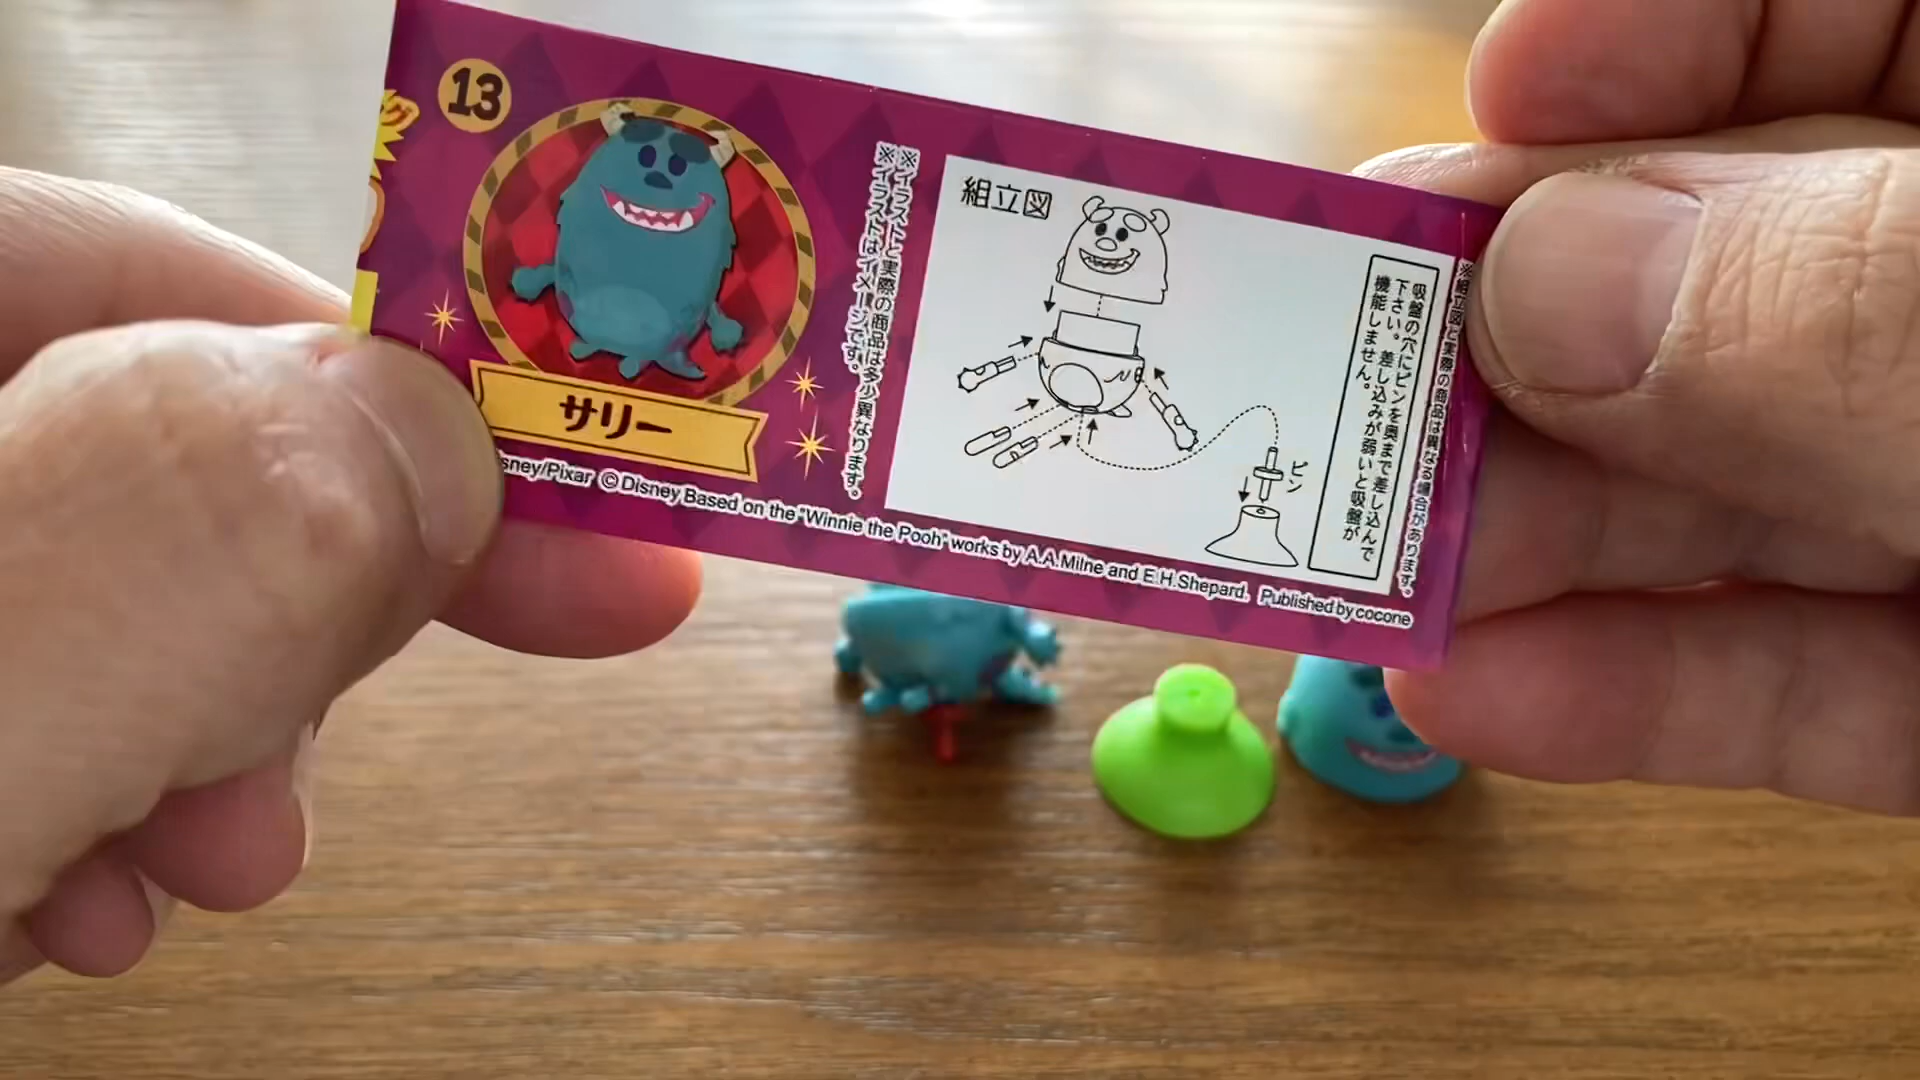 13
サリー
※イラストと実際の商品は多少異なります。
※イラストはイメージです。
組立図
ピン
吸盤の穴にピンを奥まで差し込んで
下さい。差し込みが弱いと吸盤が
機能しません。
※組立図と実際の商品は異なる場合があります。
sney/Pixar ©Disney Based on the "Winnie the Pooh" works by A.A.Milne and E.H.Shepard. Published by cocone